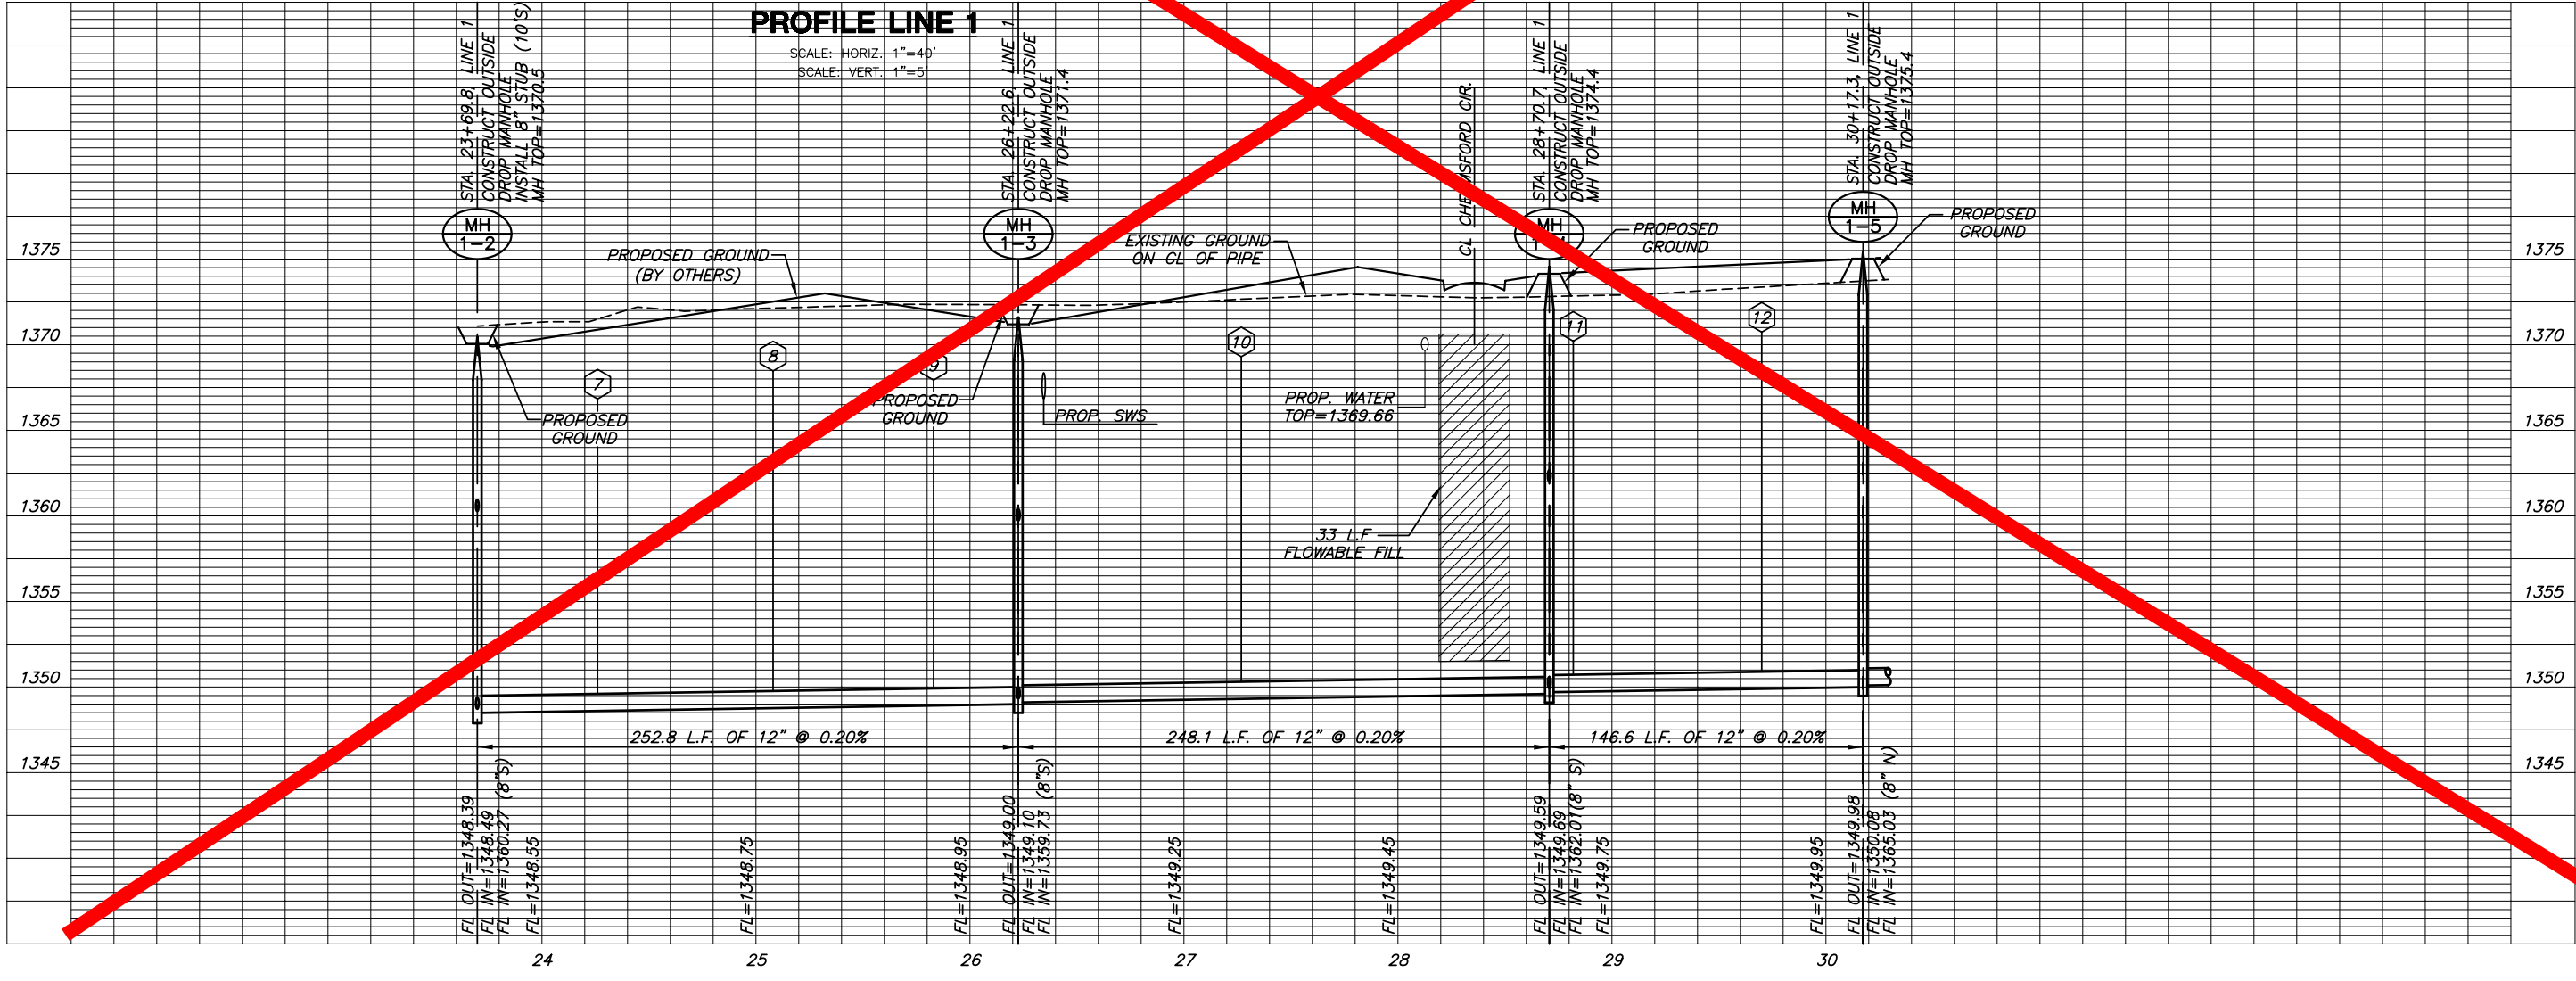 PROFILE LINE 1
SCALE: HORIZ. 1"=40'
SCALE: VERT. 1"=5'
STA. 23+69.8, LINE 1
CONSTRUCT OUTSIDE
DROP MANHOLE
INSTALL 8" STUB (10'S)
MH TOP=1370.5
STA. 26+22.6, LINE 1
CONSTRUCT OUTSIDE
DROP MANHOLE
MH TOP=1371.4
CL CHELMSFORD CIR.
STA. 28+70.7, LINE 1
CONSTRUCT OUTSIDE
DROP MANHOLE
MH TOP=1374.4
STA. 30+17.3, LINE 1
CONSTRUCT OUTSIDE
DROP MANHOLE
MH TOP=1375.4
MH
1-2
MH
1-3
MH
MH
1-5
PROPOSED GROUND
(BY OTHERS)
EXISTING GROUND
ON CL OF PIPE
PROPOSED
GROUND
PROPOSED
GROUND
1375
1375
1370
1370
1365
1365
1360
1360
1355
1355
1350
1350
1345
1345
7
8
9
10
11
12
PROPOSED
GROUND
PROPOSED
GROUND
PROP. SWS
PROP. WATER
TOP=1369.66
33 L.F
FLOWABLE FILL
252.8 L.F. OF 12" @ 0.20%
248.1 L.F. OF 12" @ 0.20%
146.6 L.F. OF 12" @ 0.20%
FL OUT=1348.39
FL IN=1348.49
FL IN=1360.27 (8"S)
FL=1348.55
FL=1348.75
FL=1348.95
FL OUT=1349.00
FL IN=1349.10
FL IN=1359.73 (8"S)
FL=1349.25
FL=1349.45
FL OUT=1349.59
FL IN=1349.69
FL IN=1362.01(8" S)
FL=1349.75
FL=1349.95
FL OUT=1349.98
FL IN=1350.08
FL IN=1365.03 (8" N)
24
25
26
27
28
29
30